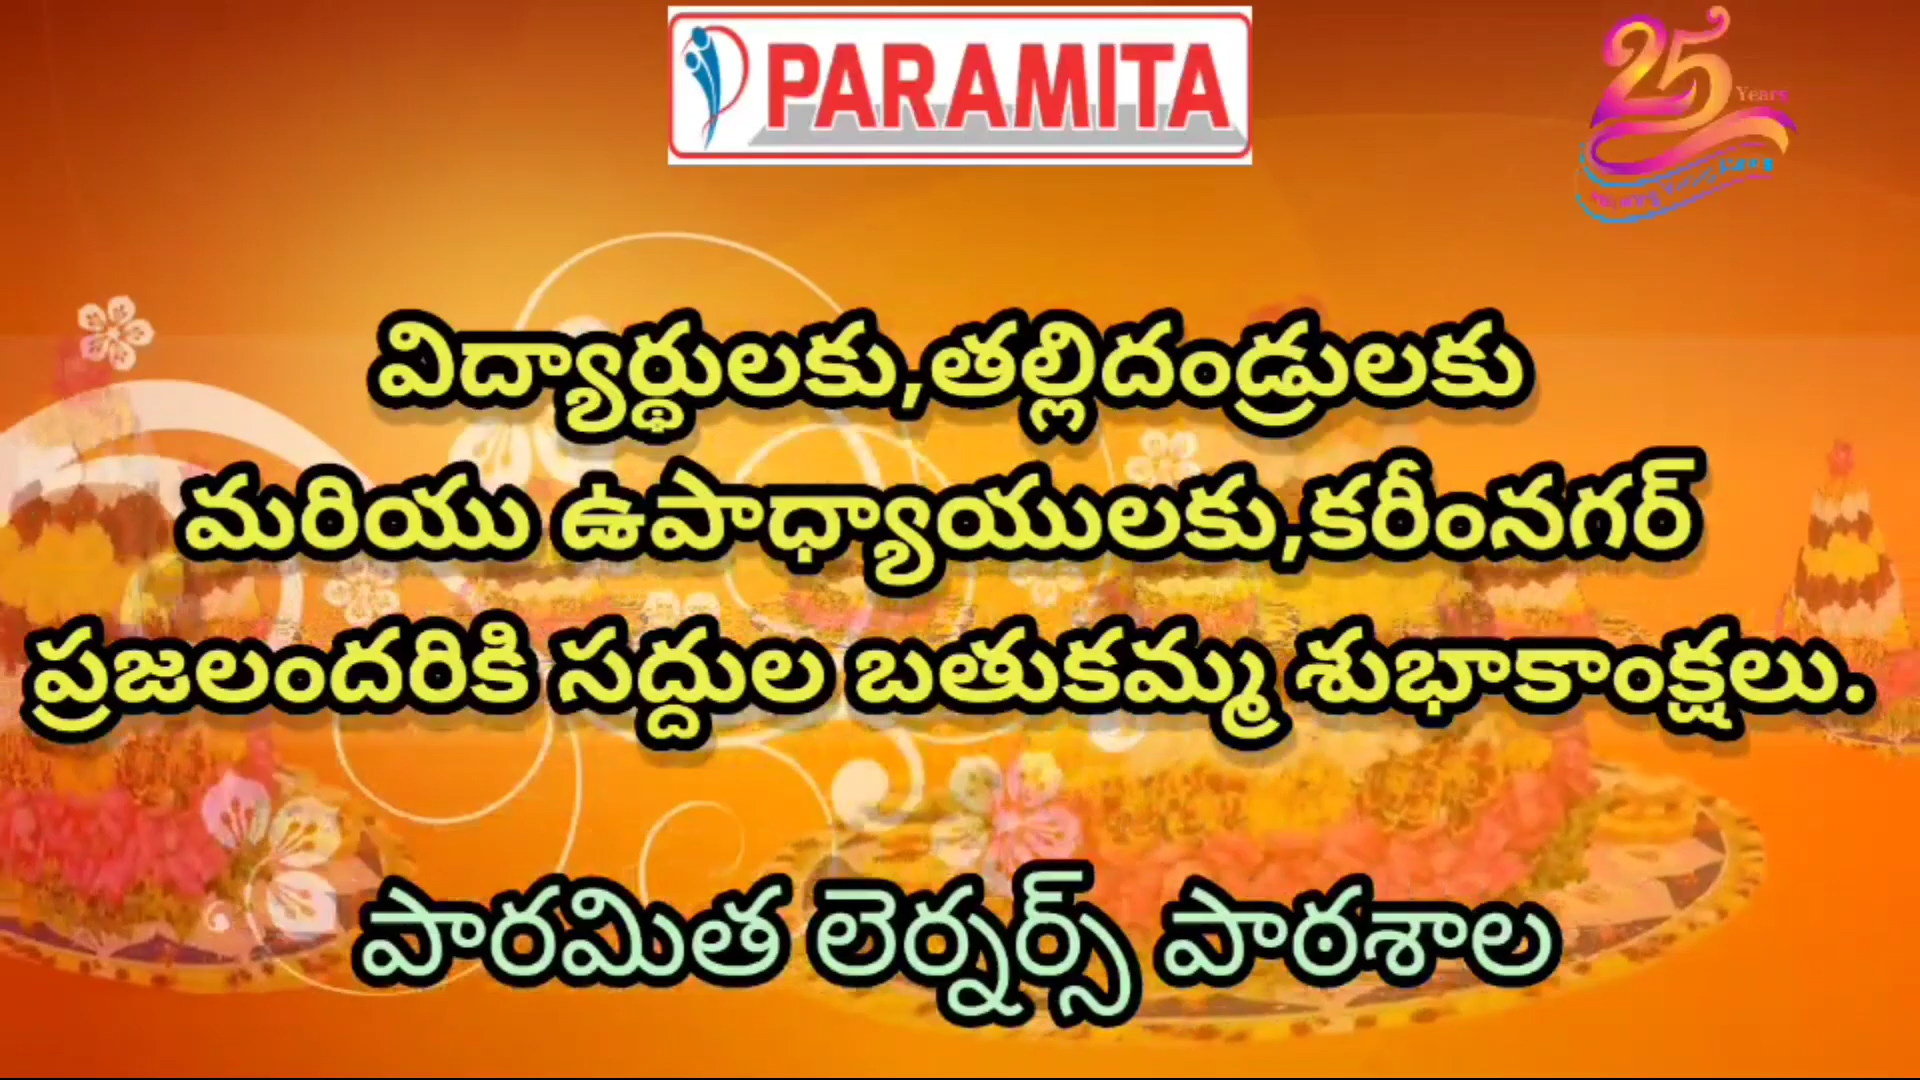 PARAMITA
25 Years
విద్యార్థులకు,తల్లిదండ్రులకు
మరియు ఉపాధ్యాయులకు,కరీంనగర్
ప్రజలందరికి సద్దుల బతుకమ్మ శుభాకాంక్షలు.
పారమిత లెర్నర్స్ పాఠశాల